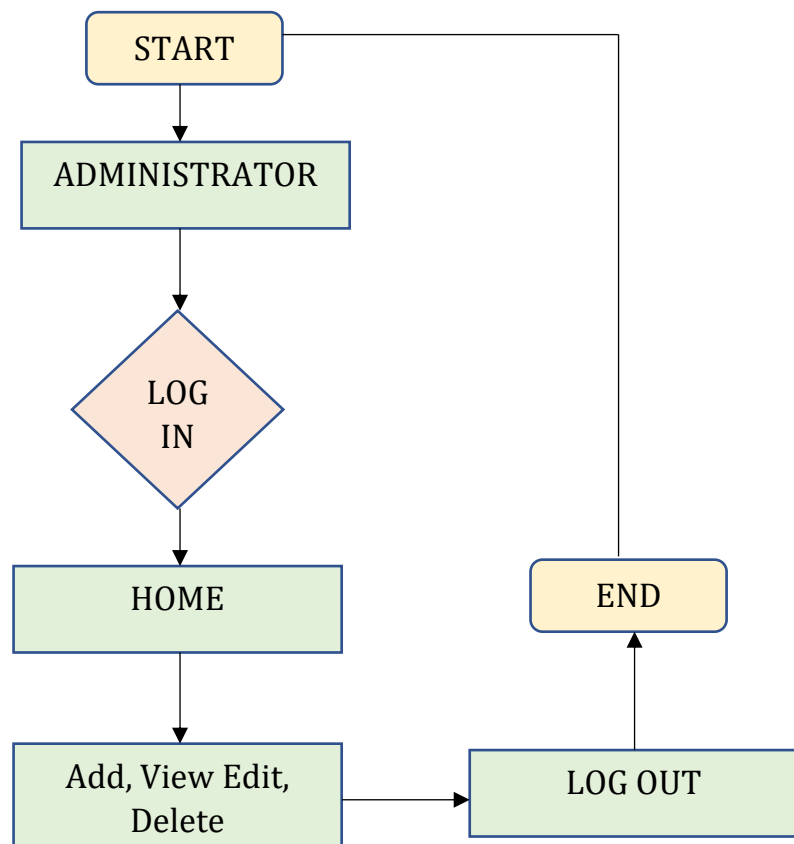 START
ADMINISTRATOR
LOG
IN
HOME
END
Add, View Edit,
Delete
LOG OUT